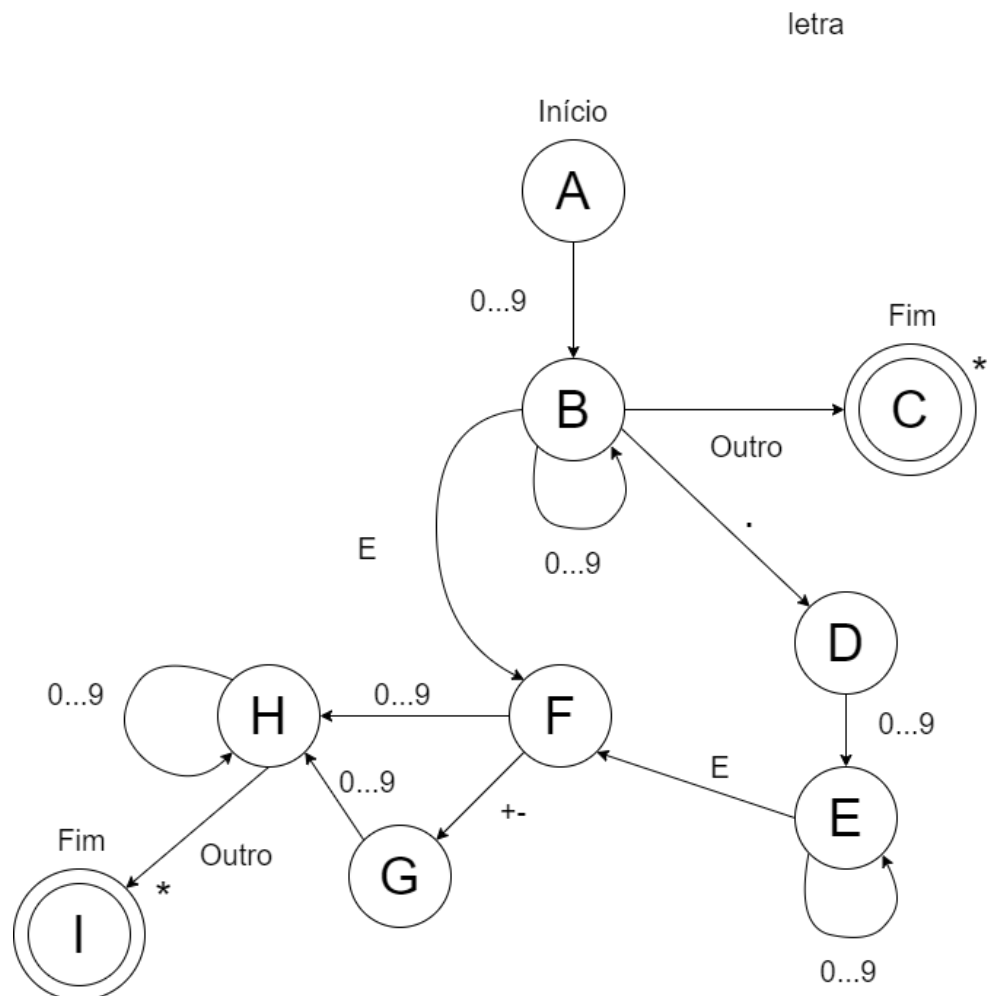 letra
Início
A
0...9
Fim
*
B
C
Outro
.
E
0...9
D
0...9
H
0...9
F
0...9
E
0...9
+-
E
Fim
Outro
*
G
I
0...9